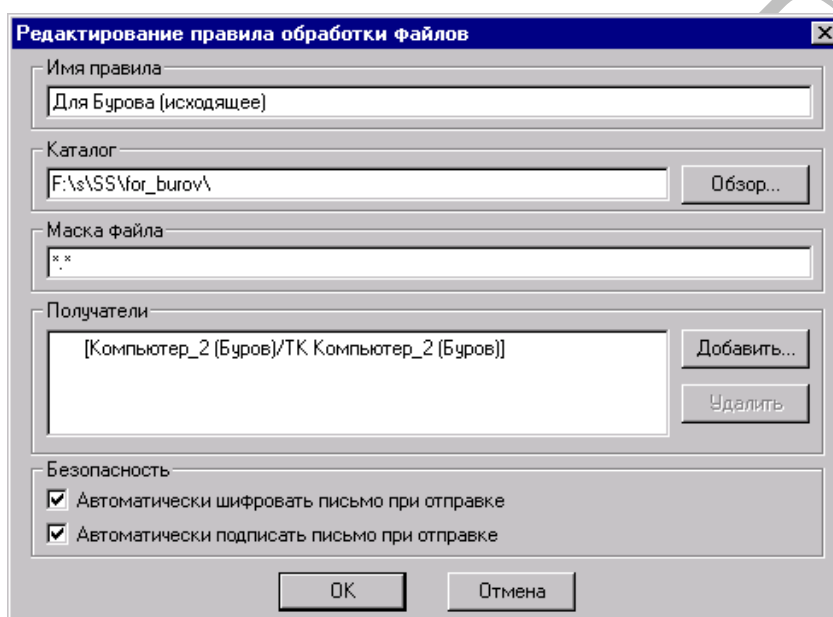 Редактирование правила обработки файлов
Имя правила
Для Бурова (исходящее)
Каталог
F:\s\SS\for_burov\
Обзор...
Маска файла
*.*
Получатели
[Компьютер_2 (Буров)/ТК Компьютер_2 (Буров)]
Добавить...
Удалить
Безопасность
Автоматически шифровать письмо при отправке
Автоматически подписать письмо при отправке
OK
Отмена